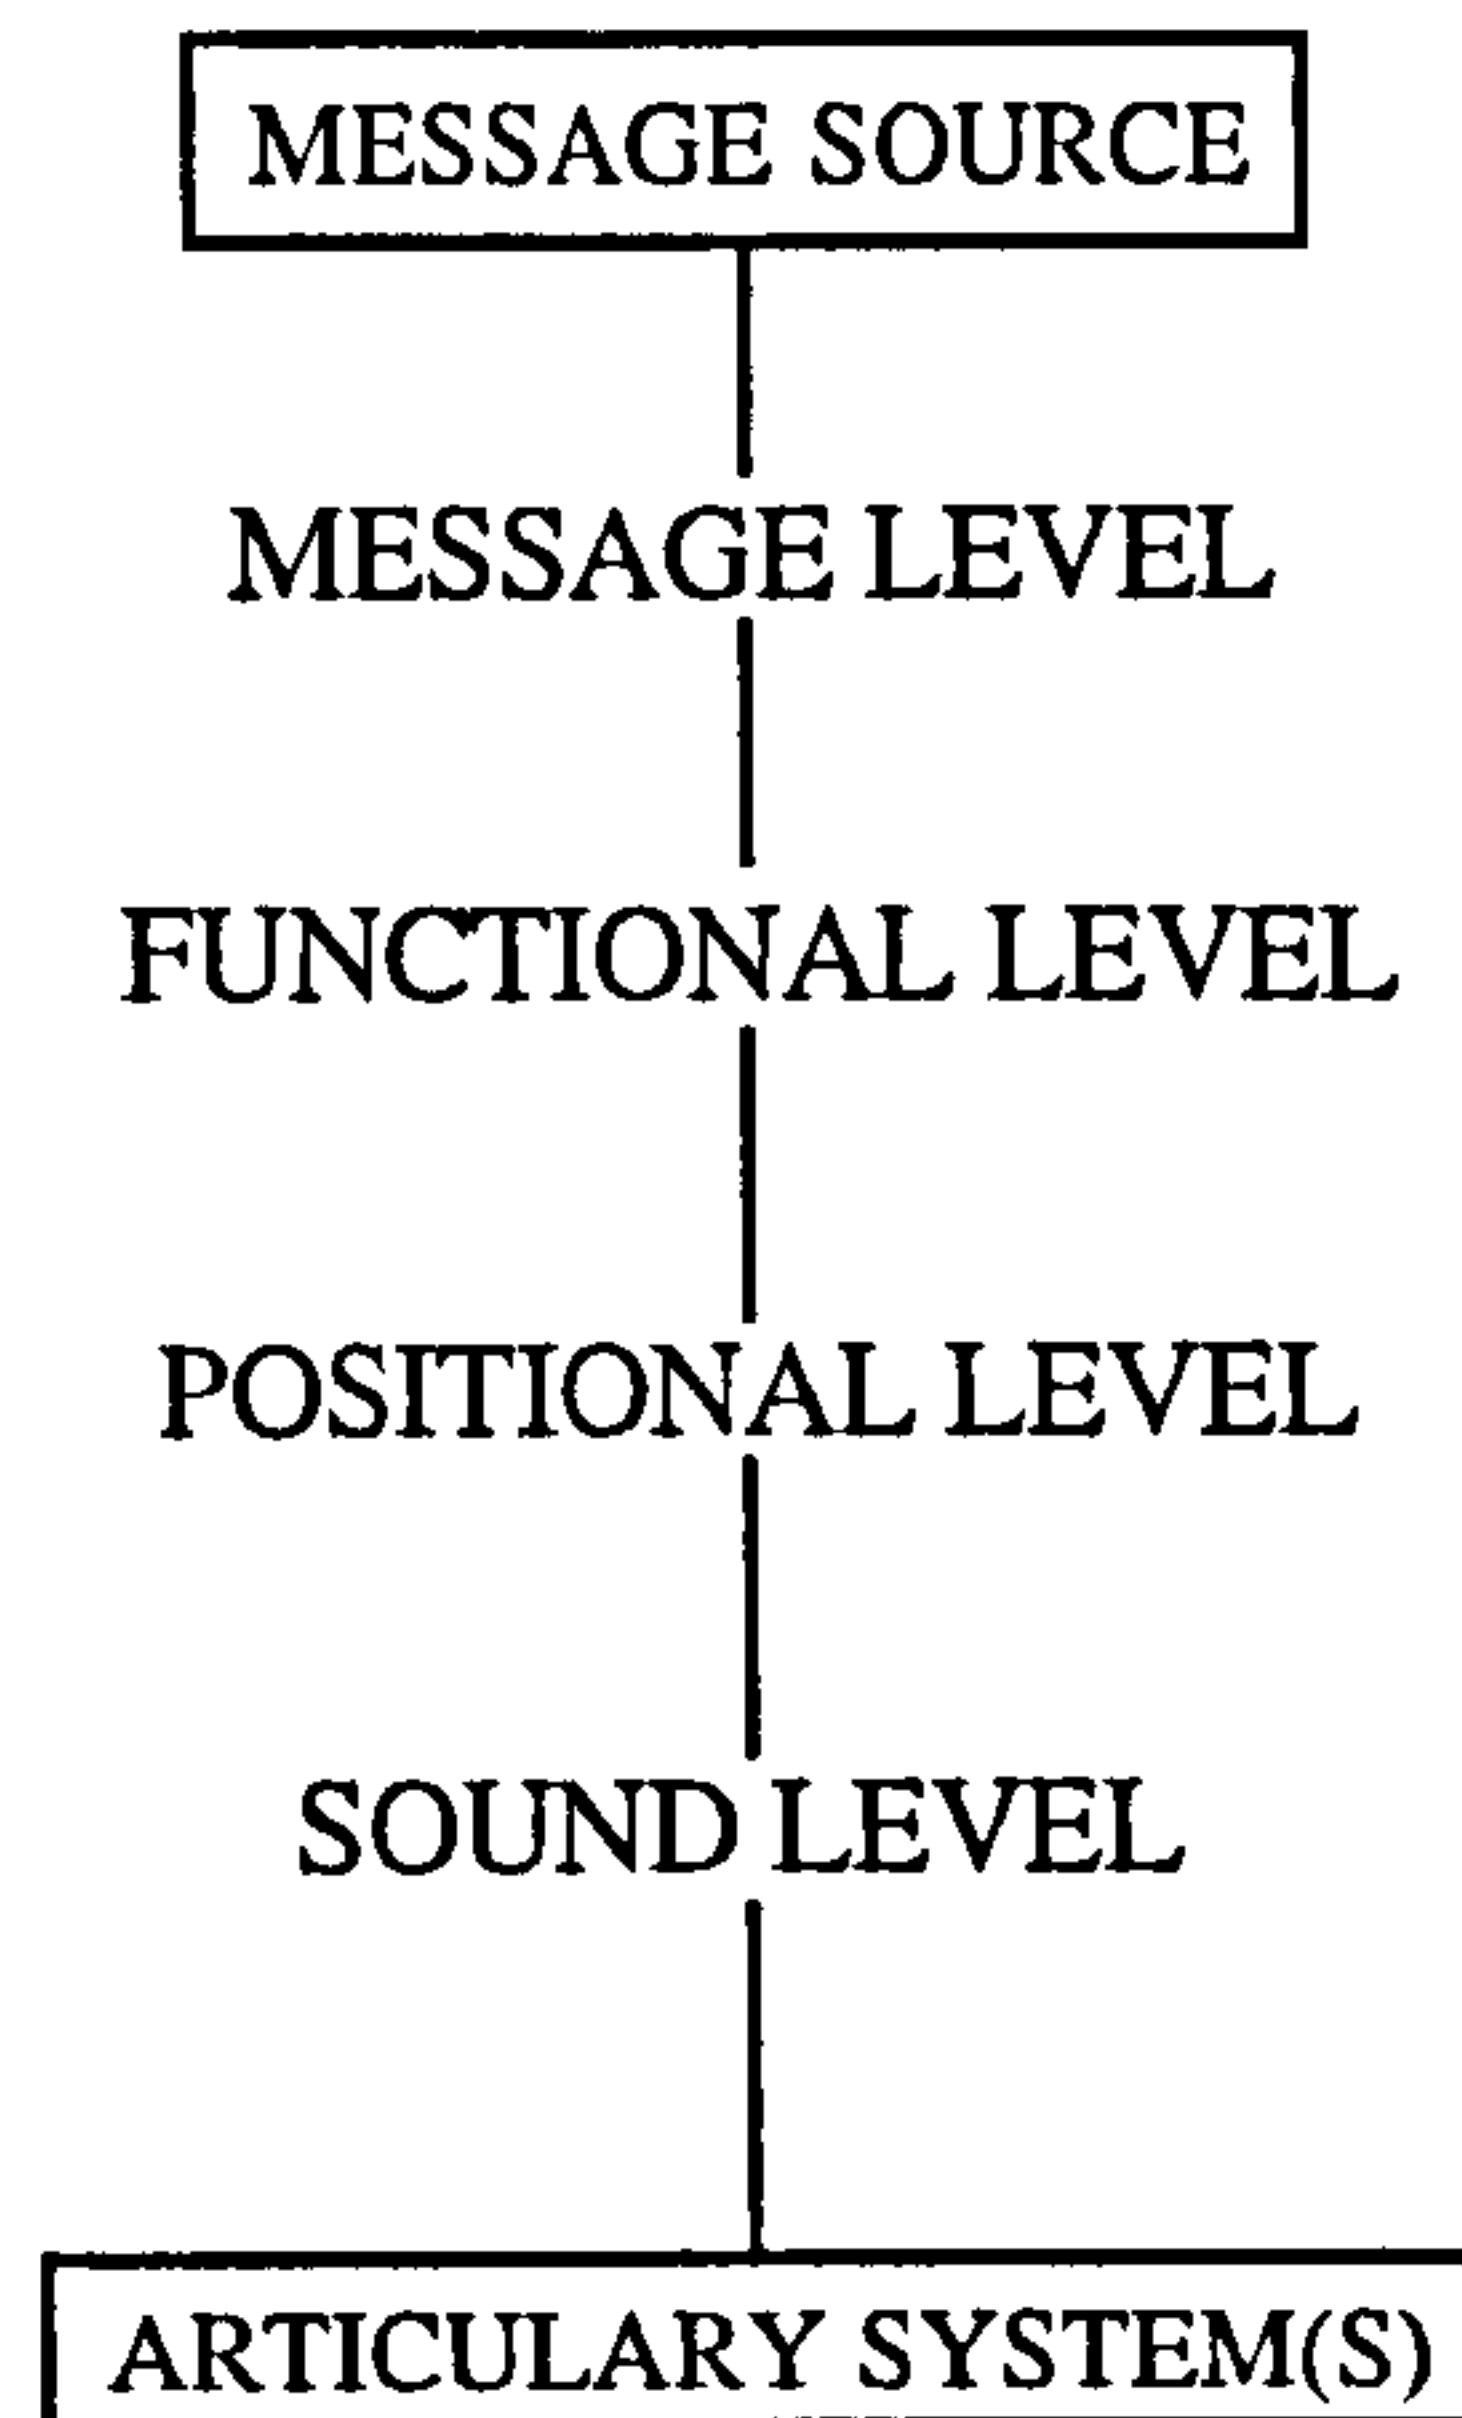 MESSAGE SOURCE
MESSAGE LEVEL
FUNCTIONAL LEVEL
POSITIONAL LEVEL
SOUND LEVEL
ARTICULARY SYSTEM(S)